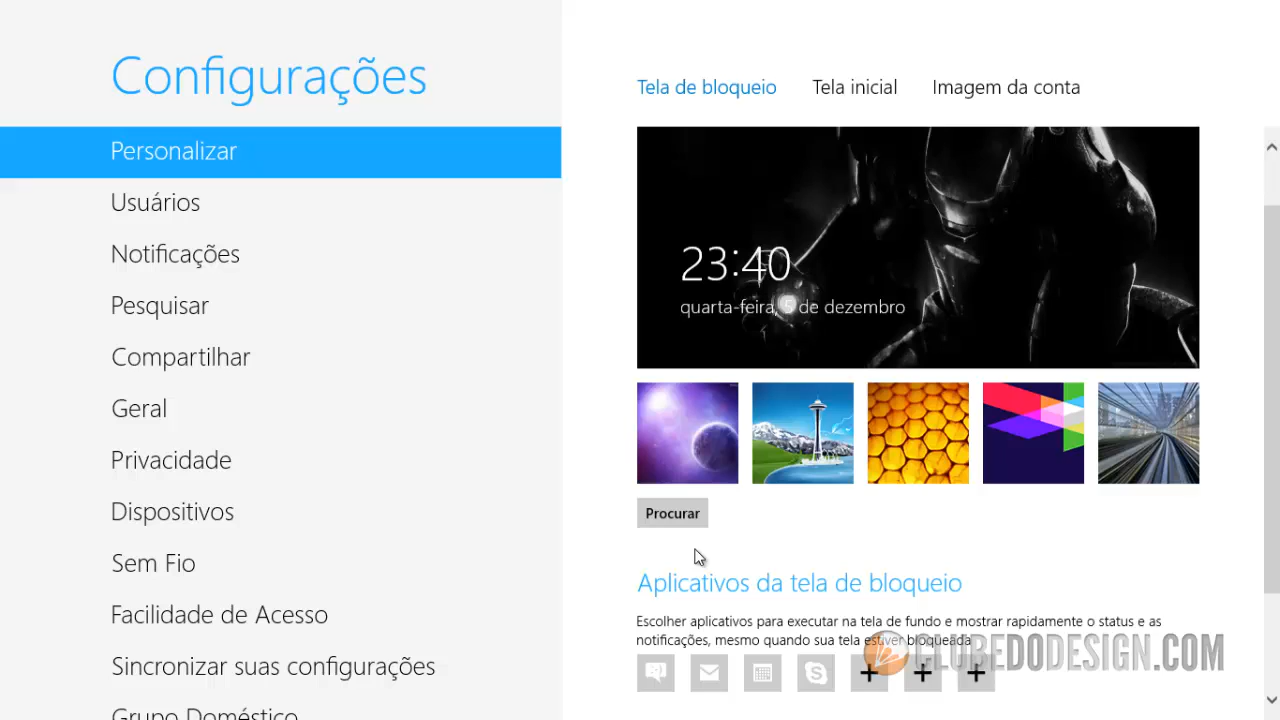 Configurações
Personalizar
Usuários
Notificações
Pesquisar
Compartilhar
Geral
Privacidade
Dispositivos
Sem Fio
Facilidade de Acesso
Sincronizar suas configurações
Grupo Doméstico
Tela de bloqueio Tela inicial Imagem da conta
23:40
quarta-feira, 5 de dezembro
Procurar
Aplicativos da tela de bloqueio
Escolher aplicativos para executar na tela de fundo e mostrar rapidamente o status e as
notificações, mesmo quando sua tela estiver bloqueada
CLUBEDODESIGN.COM